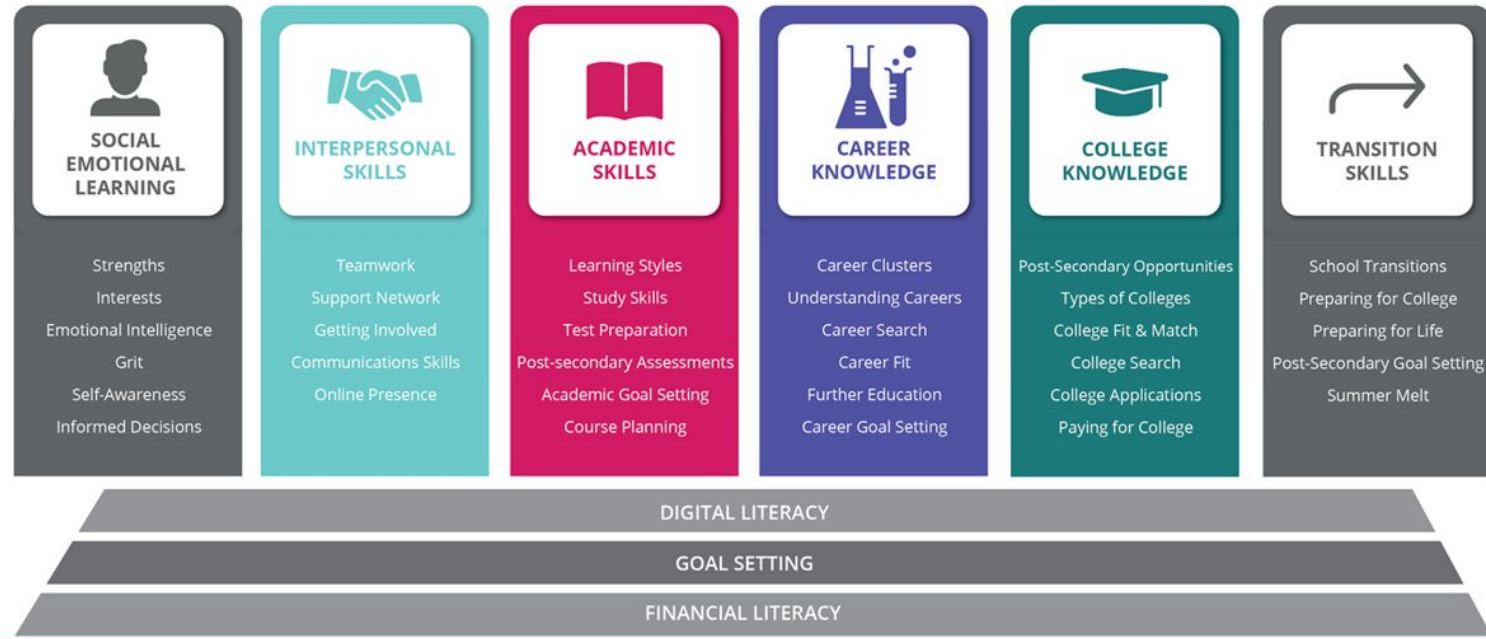 SOCIAL
EMOTIONAL
LEARNING
Strengths
Interests
Emotional Intelligence
Grit
Self-Awareness
Informed Decisions
INTERPERSONAL
SKILLS
Teamwork
Support Network
Getting Involved
Communications Skills
Online Presence
ACADEMIC
SKILLS
Learning Styles
Study Skills
Test Preparation
Post-secondary Assessments
Academic Goal Setting
Course Planning
CAREER
KNOWLEDGE
Career Clusters
Understanding Careers
Career Search
Career Fit
Further Education
Career Goal Setting
COLLEGE
KNOWLEDGE
Post-Secondary Opportunities
Types of Colleges
College Fit & Match
College Search
College Applications
Paying for College
TRANSITION
SKILLS
School Transitions
Preparing for College
Preparing for Life
Post-Secondary Goal Setting
Summer Melt
DIGITAL LITERACY
GOAL SETTING
FINANCIAL LITERACY